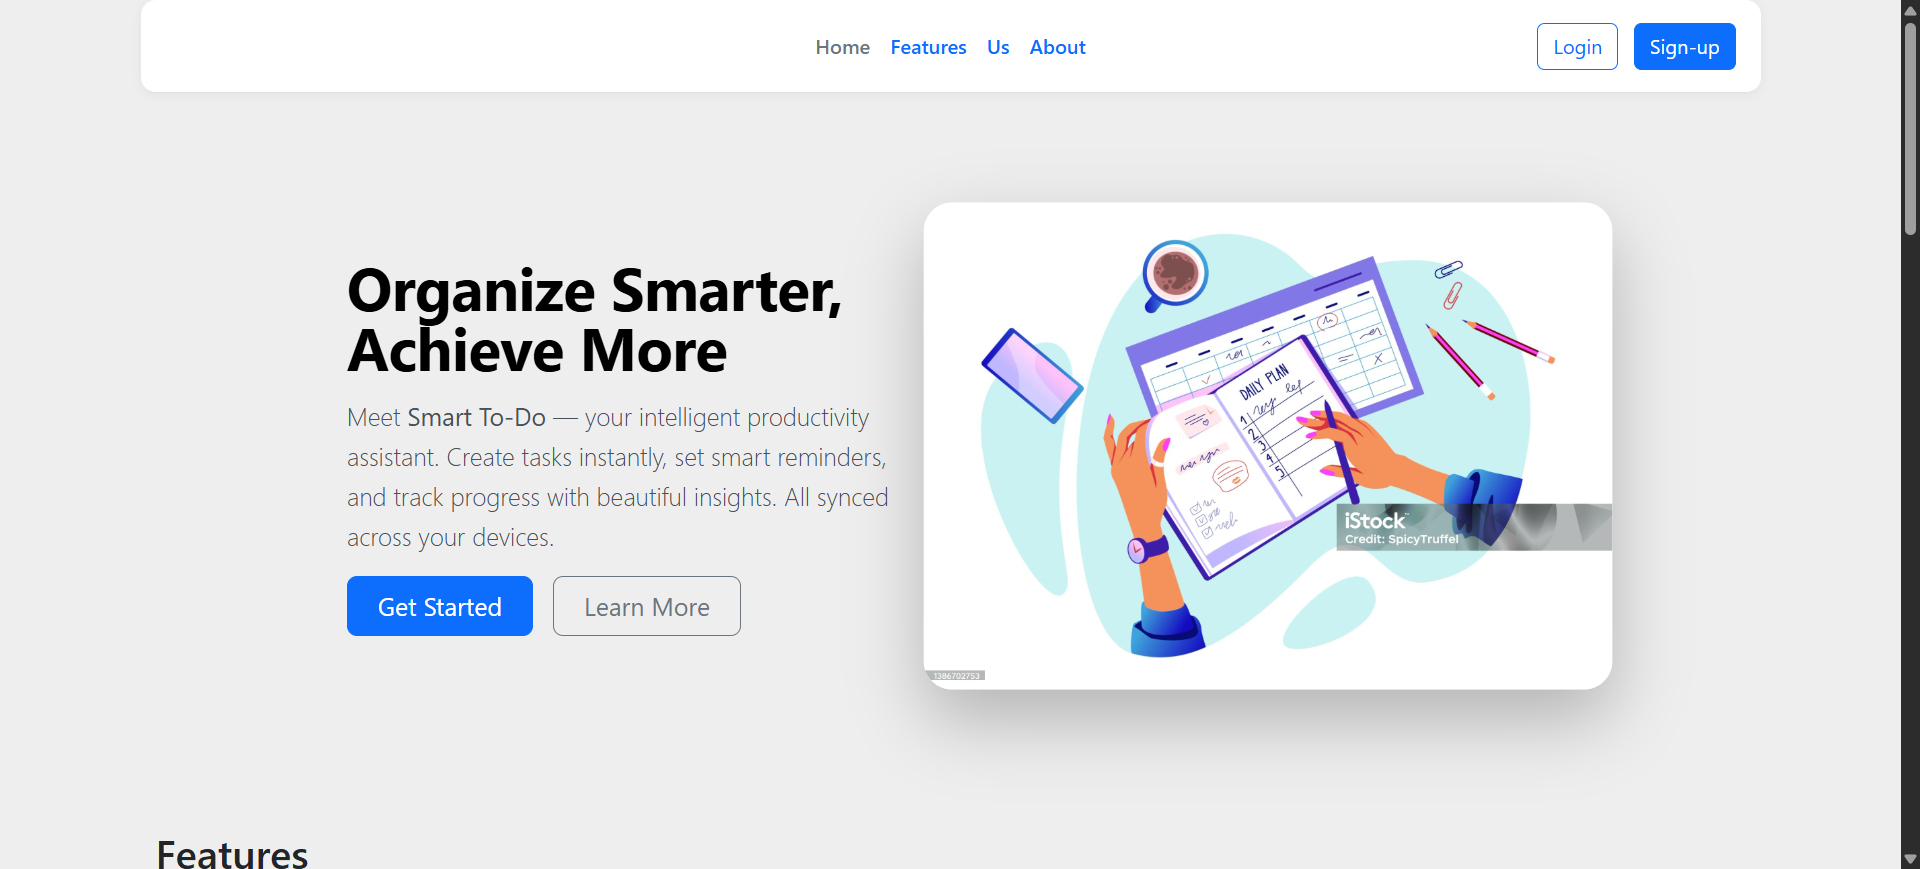 Home Features Us About
Login
Sign-up
Organize Smarter,
Achieve More
Meet Smart To-Do — your intelligent productivity
assistant. Create tasks instantly, set smart reminders,
and track progress with beautiful insights. All synced
across your devices.
Get Started
Learn More
DAILY PLAN
1
2
3
4
5
iStock™
Credit: SpicyTruffel
1386702753
Features